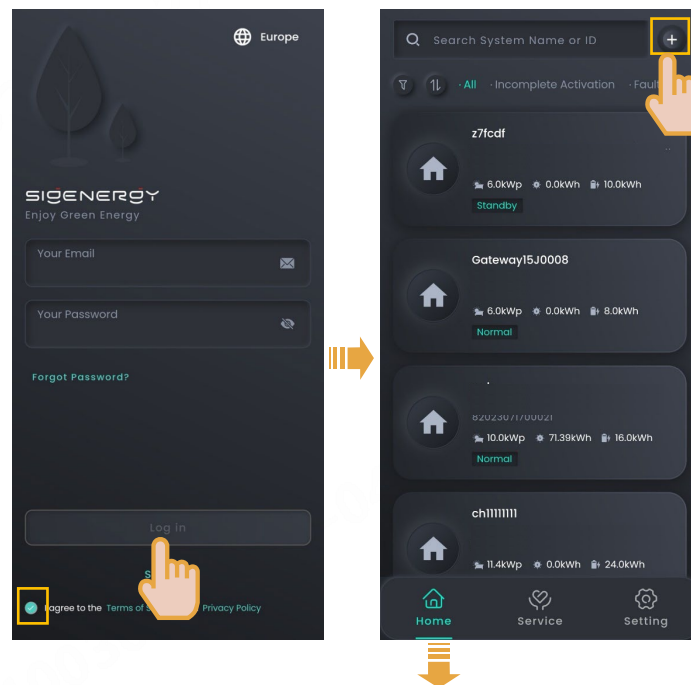 Europe
SIGENERGY
Enjoy Green Energy
Your Email
Your Password
Forgot Password?
Log in
I agree to the Terms of Privacy Policy
Search System Name or ID
All · Incomplete Activation · Fault
z7fcdf
6.0kWp 0.0kWh 10.0kWh
Standby
Gateway15J0008
6.0kWp 0.0kWh 8.0kWh
Normal
82023071700021
10.0kWp 71.39kWh 16.0kWh
Normal
ch11111111
11.4kWp 0.0kWh 24.0kWh
Home Service Setting